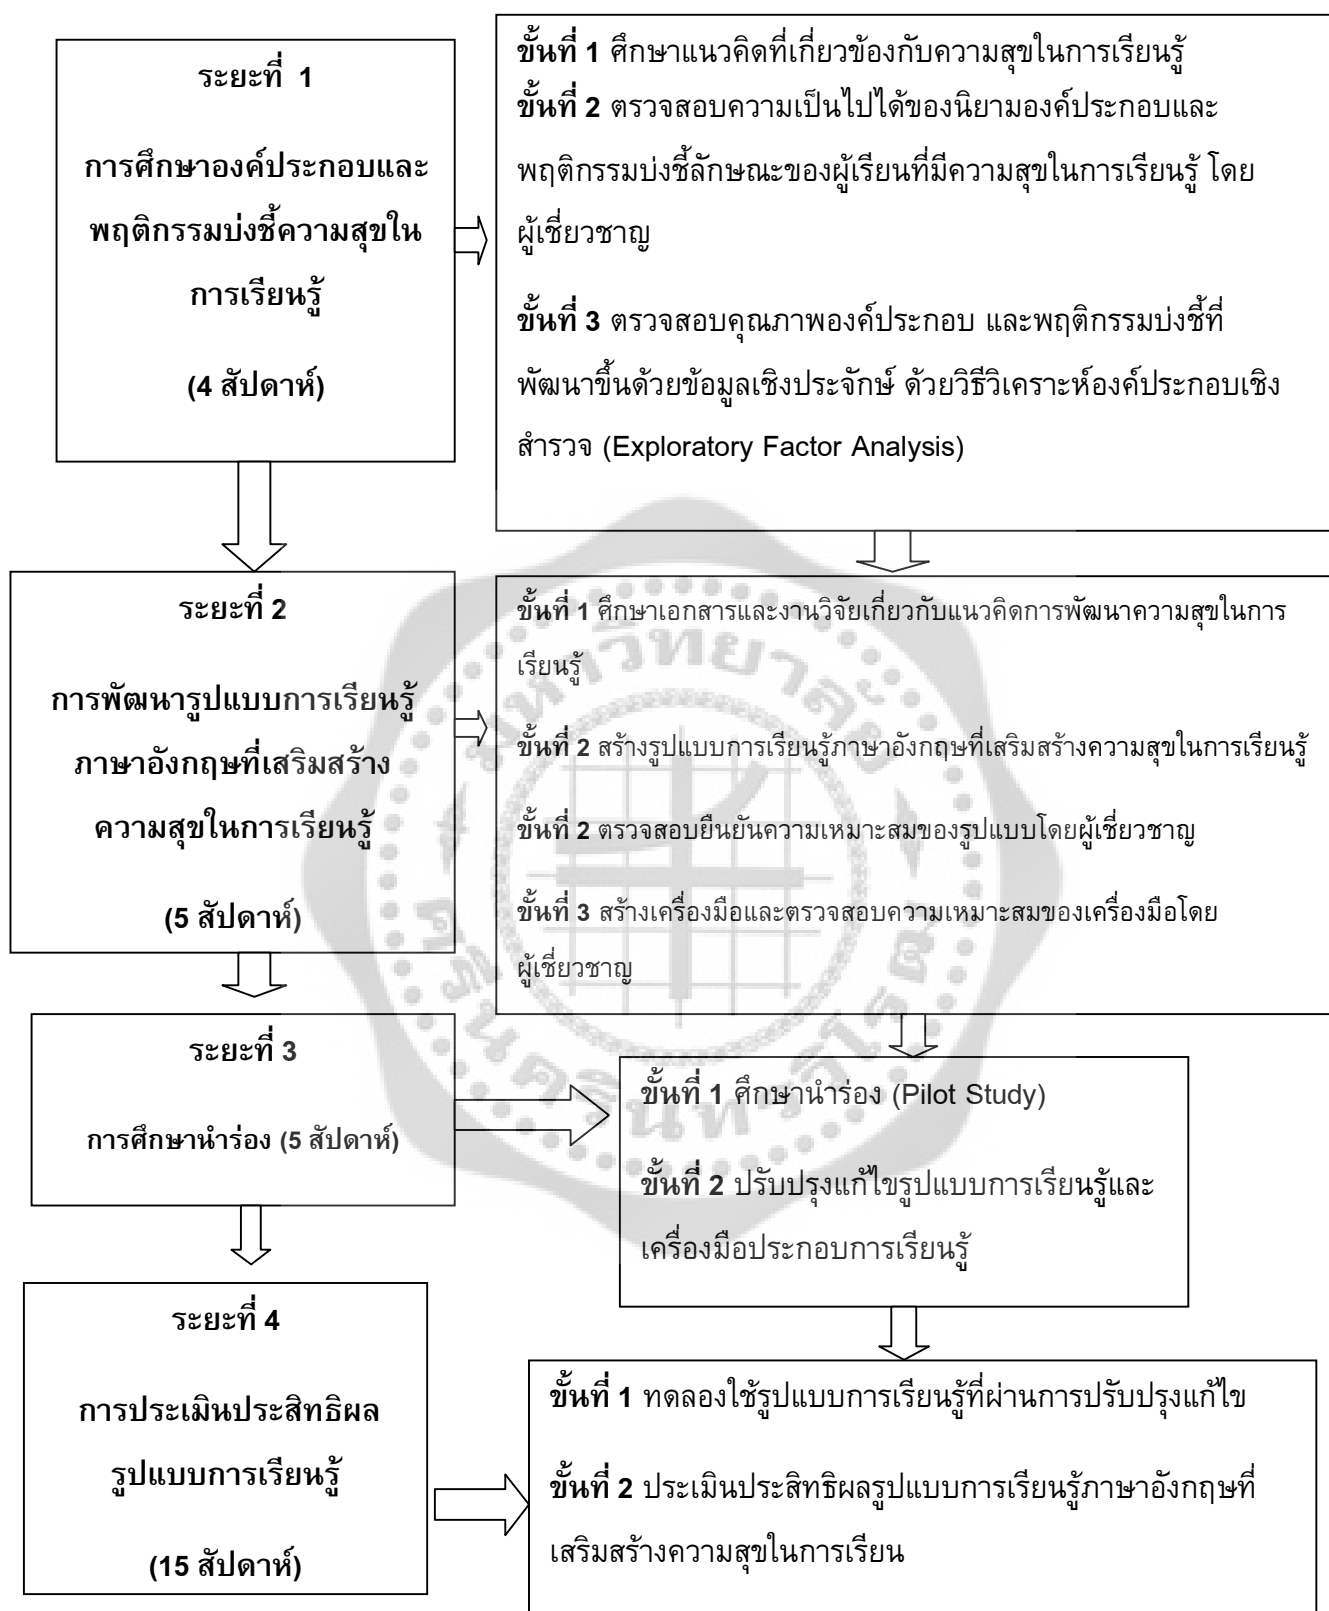 ระยะที่ 1
การศึกษาองค์ประกอบและ
พฤติกรรมบ่งชี้ความสุขใน
การเรียนรู้
(4 สัปดาห์)
ขั้นที่ 1 ศึกษาแนวคิดที่เกี่ยวข้องกับความสุขในการเรียนรู้
ขั้นที่ 2 ตรวจสอบความเป็นไปได้ของนิยามองค์ประกอบและ
พฤติกรรมบ่งชี้ลักษณะของผู้เรียนที่มีความสุขในการเรียนรู้ โดย
ผู้เชี่ยวชาญ
ขั้นที่ 3 ตรวจสอบคุณภาพองค์ประกอบ และพฤติกรรมบ่งชี้ที่
พัฒนาขึ้นด้วยข้อมูลเชิงประจักษ์ ด้วยวิธีวิเคราะห์องค์ประกอบเชิง
สำรวจ (Exploratory Factor Analysis)
ระยะที่ 2
การพัฒนารูปแบบการเรียนรู้
ภาษาอังกฤษที่เสริมสร้าง
ความสุขในการเรียนรู้
(5 สัปดาห์)
ขั้นที่ 1 ศึกษาเอกสารและงานวิจัยเกี่ยวกับแนวคิดการพัฒนาความสุขในการ
เรียนรู้
ขั้นที่ 2 สร้างรูปแบบการเรียนรู้ภาษาอังกฤษที่เสริมสร้างความสุขในการเรียนรู้
ขั้นที่ 2 ตรวจสอบยืนยันความเหมาะสมของรูปแบบโดยผู้เชี่ยวชาญ
ขั้นที่ 3 สร้างเครื่องมือและตรวจสอบความเหมาะสมของเครื่องมือโดย
ผู้เชี่ยวชาญ
ระยะที่ 3
การศึกษานำร่อง (5 สัปดาห์)
ขั้นที่ 1 ศึกษานำร่อง (Pilot Study)
ขั้นที่ 2 ปรับปรุงแก้ไขรูปแบบการเรียนรู้และ
เครื่องมือประกอบการเรียนรู้
ระยะที่ 4
การประเมินประสิทธิผล
รูปแบบการเรียนรู้
(15 สัปดาห์)
ขั้นที่ 1 ทดลองใช้รูปแบบการเรียนรู้ที่ผ่านการปรับปรุงแก้ไข
ขั้นที่ 2 ประเมินประสิทธิผลรูปแบบการเรียนรู้ภาษาอังกฤษที่
เสริมสร้างความสุขในการเรียน
มหาวิทยาลัย
ศรีนครินทรวิโรฒ